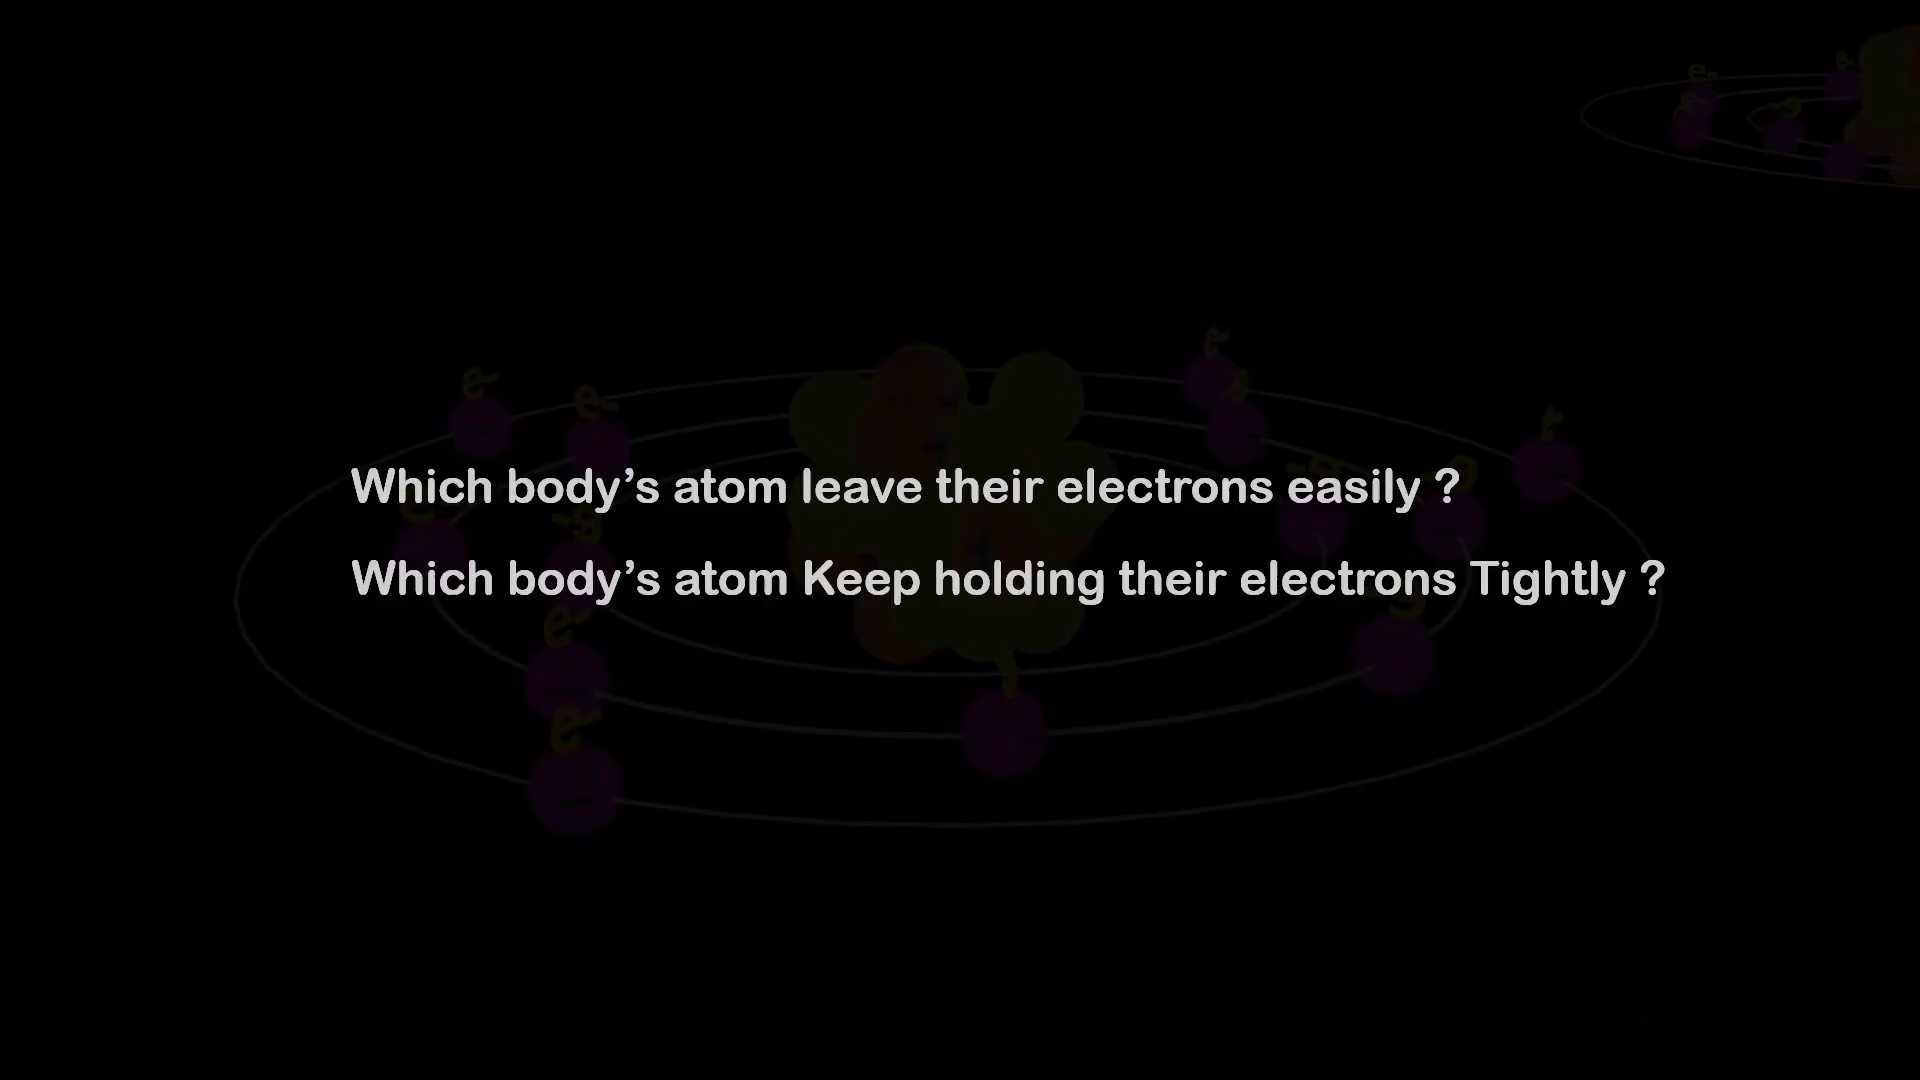 Which body’s atom leave their electrons easily ?
Which body’s atom Keep holding their electrons Tightly ?